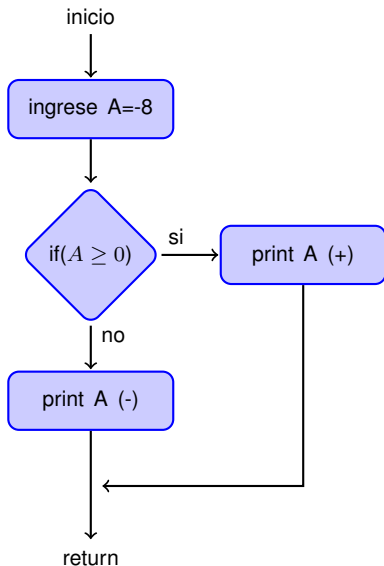 inicio
ingrese A=-8
if(A ≥ 0)
si
print A (+)
no
print A (-)
return